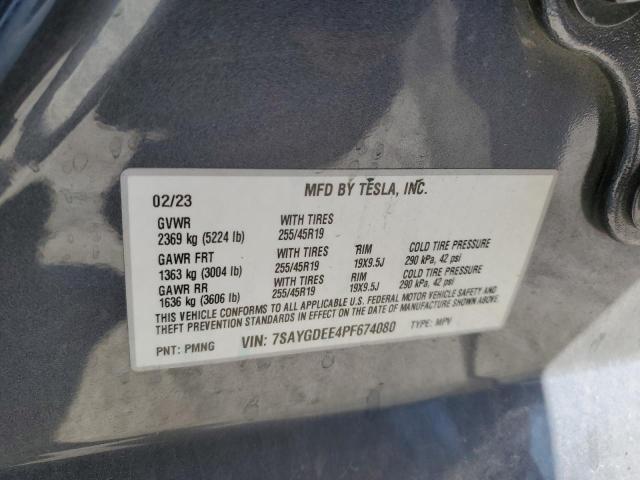 02/23 MFD BY TESLA, INC.
GVWR WITH TIRES
2369 kg (5224 lb) 255/45R19
GAWR FRT WITH TIRES RIM COLD TIRE PRESSURE
1363 kg (3004 lb) 255/45R19 19X9.5J 290 kPa, 42 psi
GAWR RR WITH TIRES RIM COLD TIRE PRESSURE
1636 kg (3606 lb) 255/45R19 19X9.5J 290 kPa, 42 psi
THIS VEHICLE CONFORMS TO ALL APPLICABLE U.S. FEDERAL MOTOR VEHICLE SAFETY AND
THEFT PREVENTION STANDARDS IN EFFECT ON THE DATE OF MANUFACTURE SHOWN ABOVE.
PNT: PMNG VIN: 7SAYGDEE4PF674080 TYPE: MPV